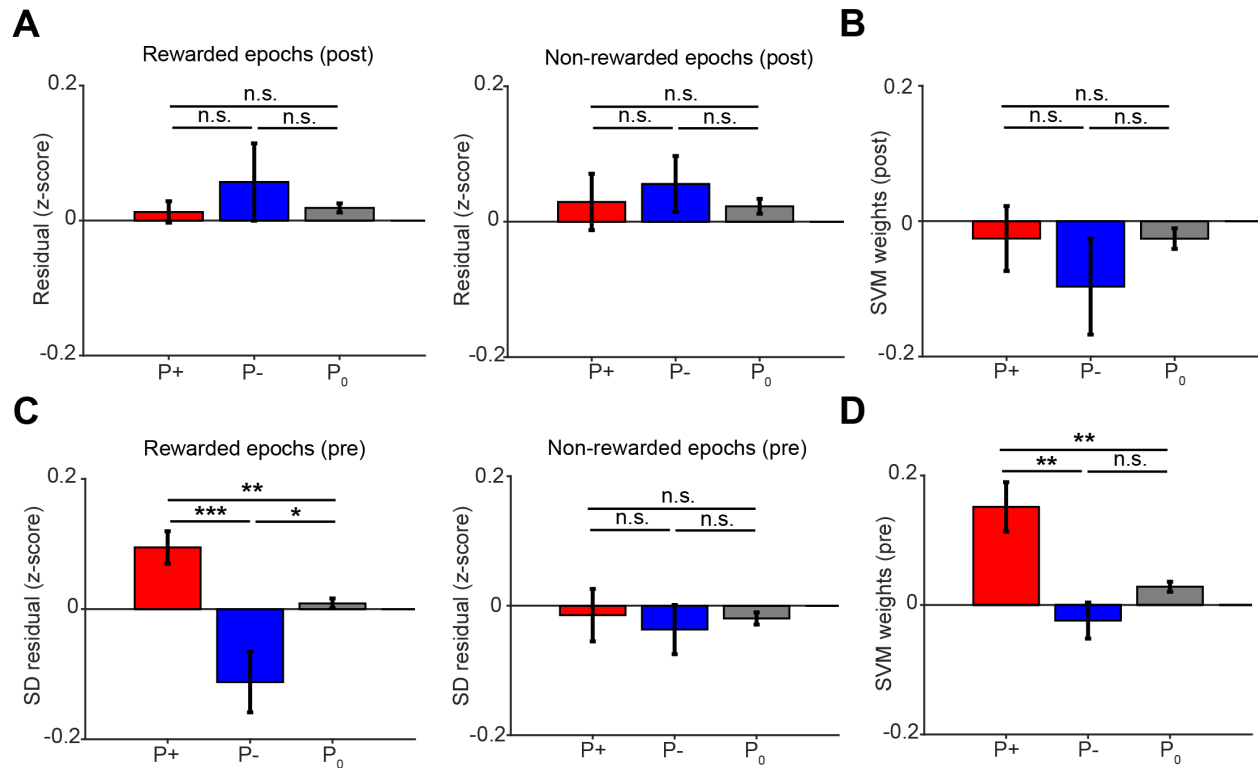 A
Rewarded epochs (post)
Residual (z-score)
0.2
0
-0.2
n.s.
n.s.
n.s.
P+
P-
P0
Non-rewarded epochs (post)
Residual (z-score)
0.2
0
-0.2
n.s.
n.s.
n.s.
P+
P-
P0
B
SVM weights (post)
0.2
0
-0.2
n.s.
n.s.
n.s.
P+
P-
P0
C
Rewarded epochs (pre)
SD residual (z-score)
0.2
0
-0.2
**
***
*
P+
P-
P0
Non-rewarded epochs (pre)
SD residual (z-score)
0.2
0
-0.2
n.s.
n.s.
n.s.
P+
P-
P0
D
SVM weights (pre)
0.2
0
-0.2
**
**
n.s.
P+
P-
P0